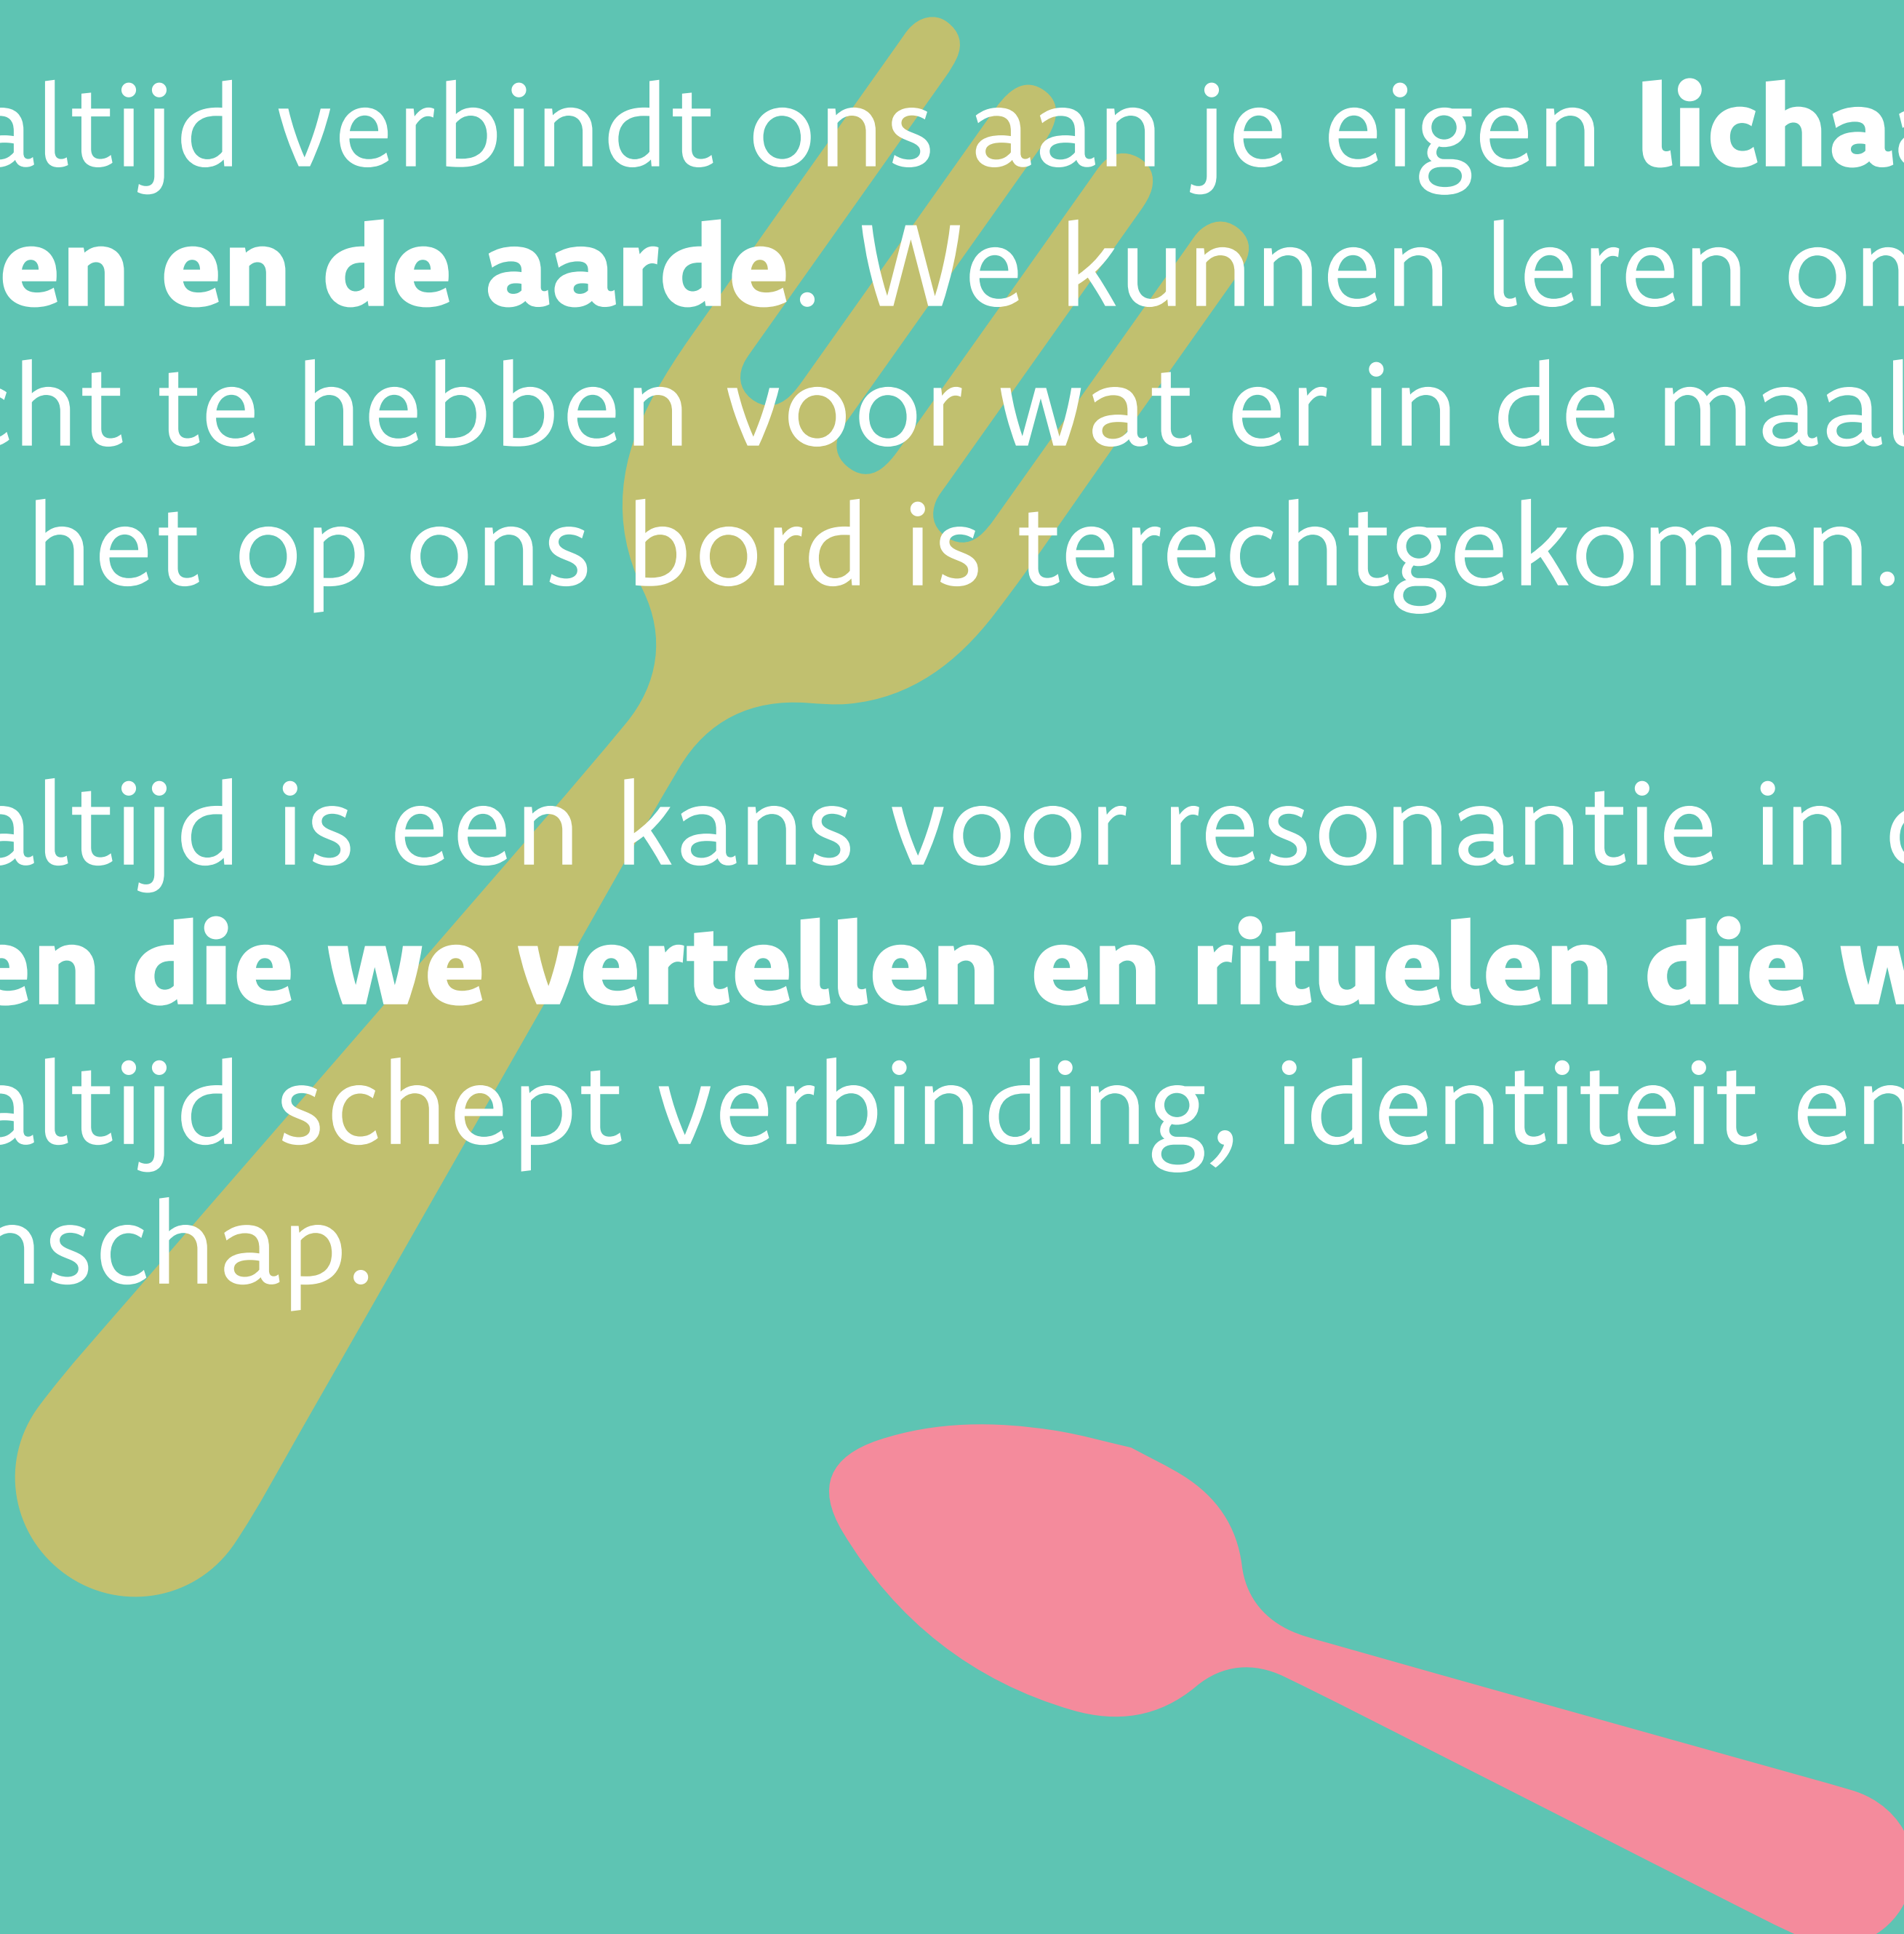 altijd verbindt ons aan je eigen licha
en en de aarde. We kunnen leren on
cht te hebben voor wat er in de maal
het op ons bord is terechtgekomen.
altijd is een kans voor resonantie in
en die we vertellen en rituelen die w
altijd schept verbinding, identiteit en
nschap.